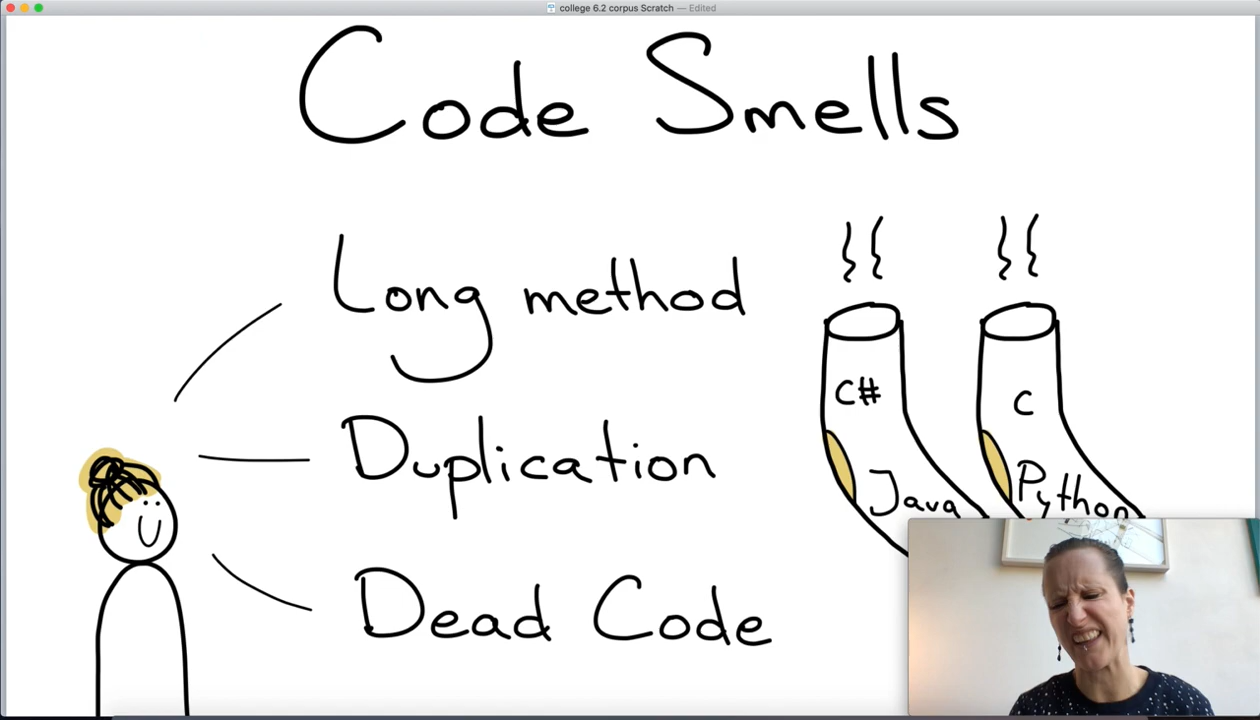 college 6.2 corpus Scratch — Edited
Code Smells
Long method
Duplication
Dead Code
C#
Java
C
Python